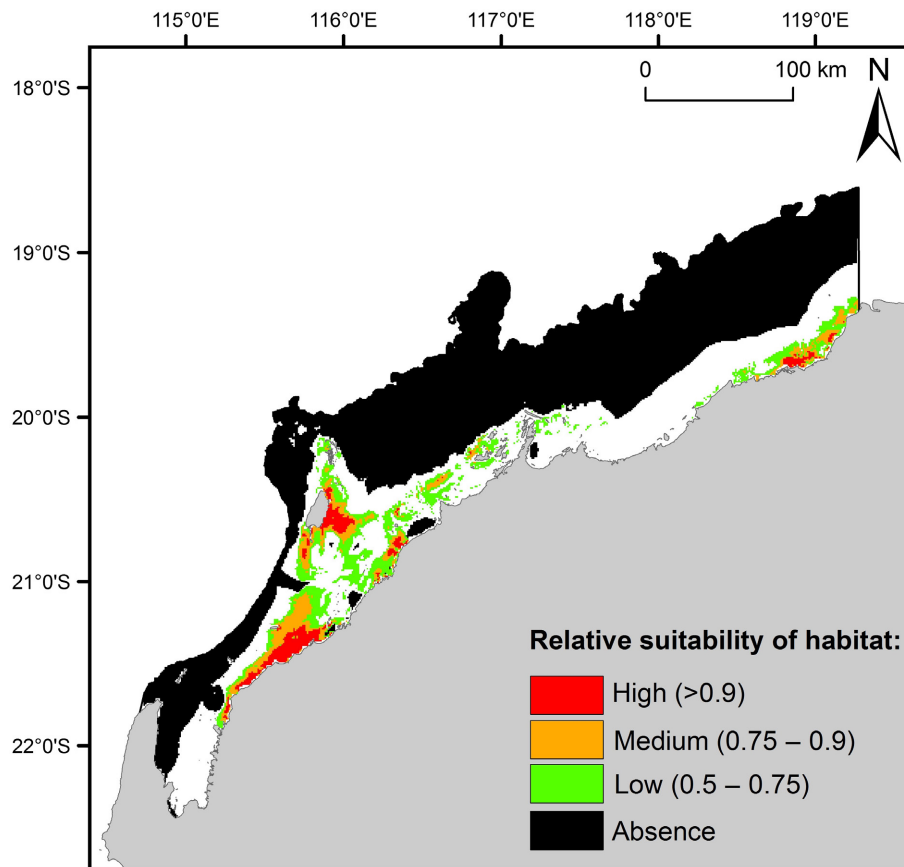 115°0'E 116°0'E 117°0'E 118°0'E 119°0'E
18°0'S
19°0'S
20°0'S
21°0'S
22°0'S
0 100 km
N
Relative suitability of habitat:
High (>0.9)
Medium (0.75 – 0.9)
Low (0.5 – 0.75)
Absence